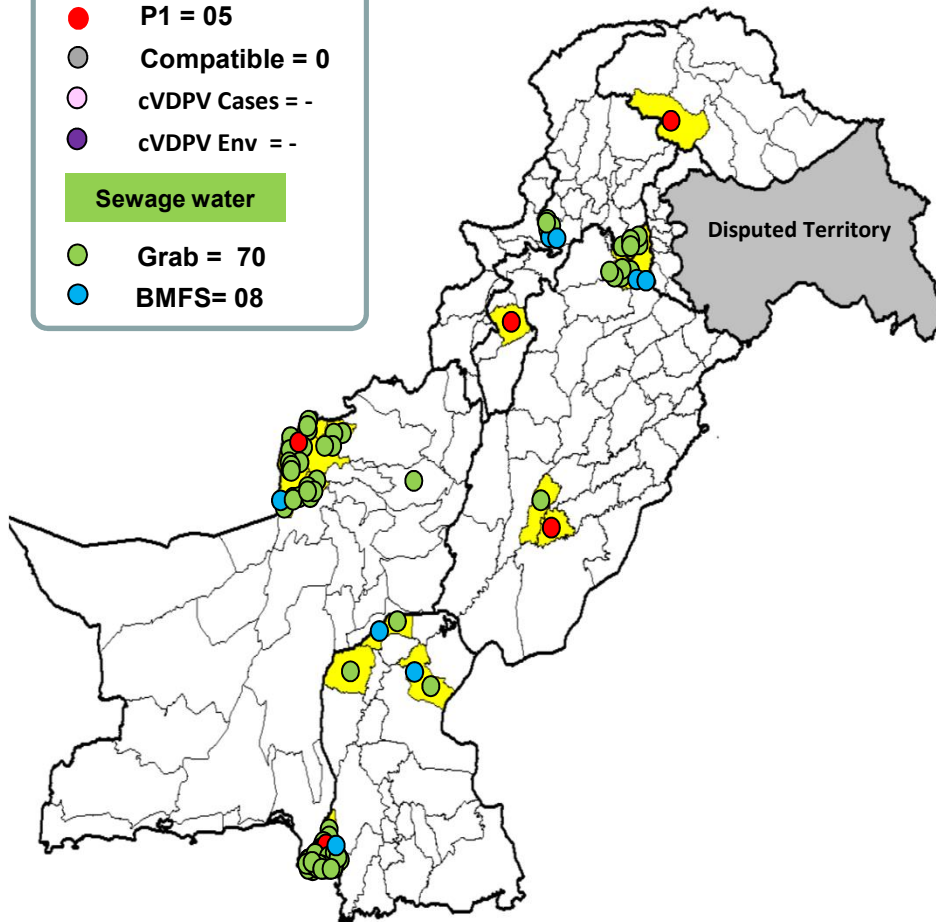 P1 = 05
Compatible = 0
cVDPV Cases = -
cVDPV Env  = -
Sewage water
Grab =  70
BMFS= 08
Disputed Territory